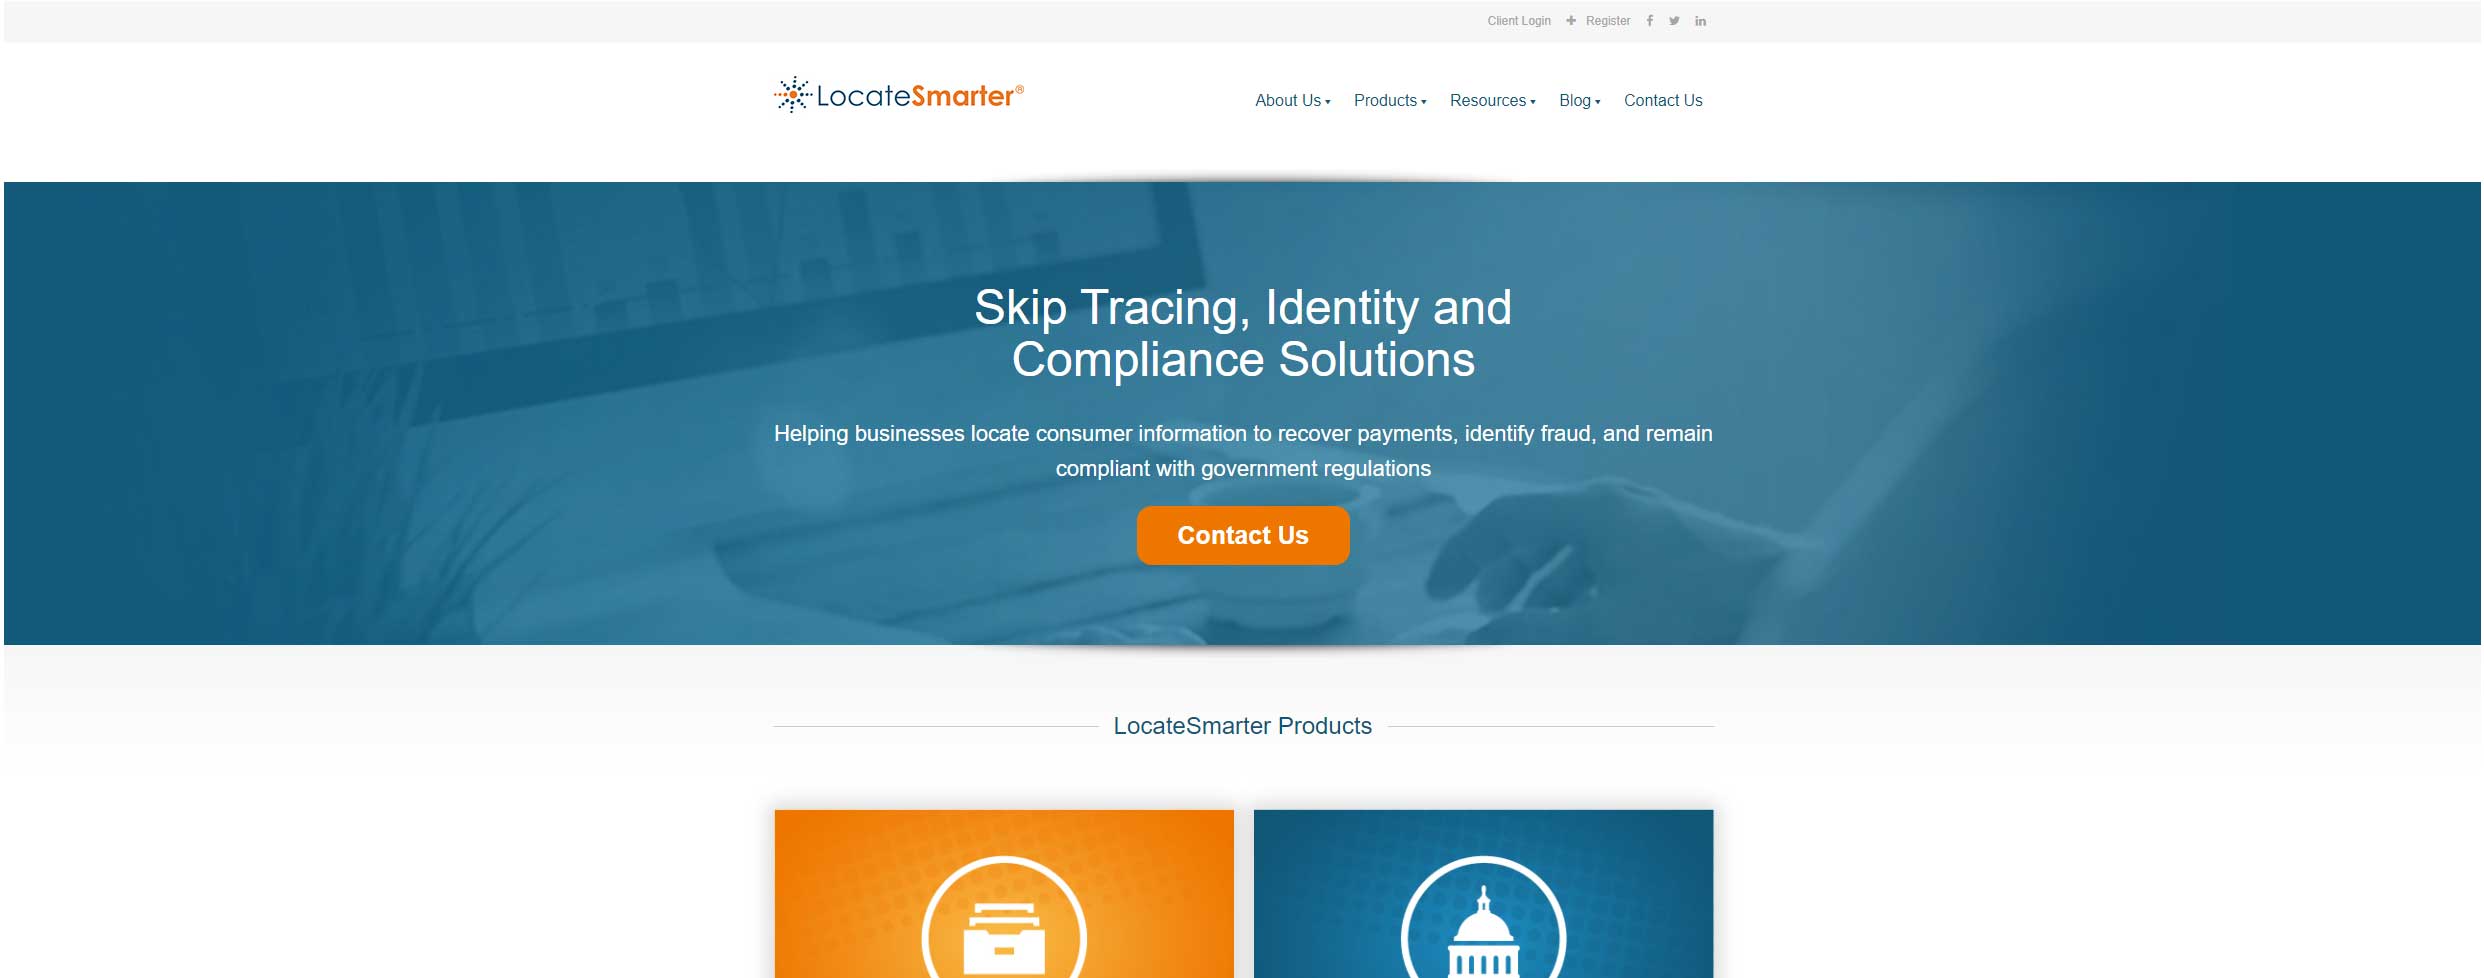 Client Login Register
LocateSmarter®
About Us Products Resources Blog Contact Us
Skip Tracing, Identity and
Compliance Solutions
Helping businesses locate consumer information to recover payments, identify fraud, and remain
compliant with government regulations
Contact Us
LocateSmarter Products